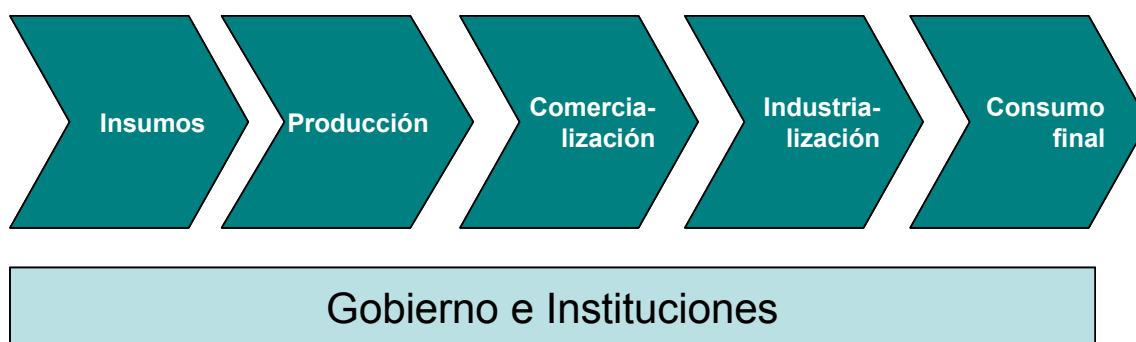 Insumos
Producción
Comercia-
lización
Industria-
lización
Consumo
final
Gobierno e Instituciones